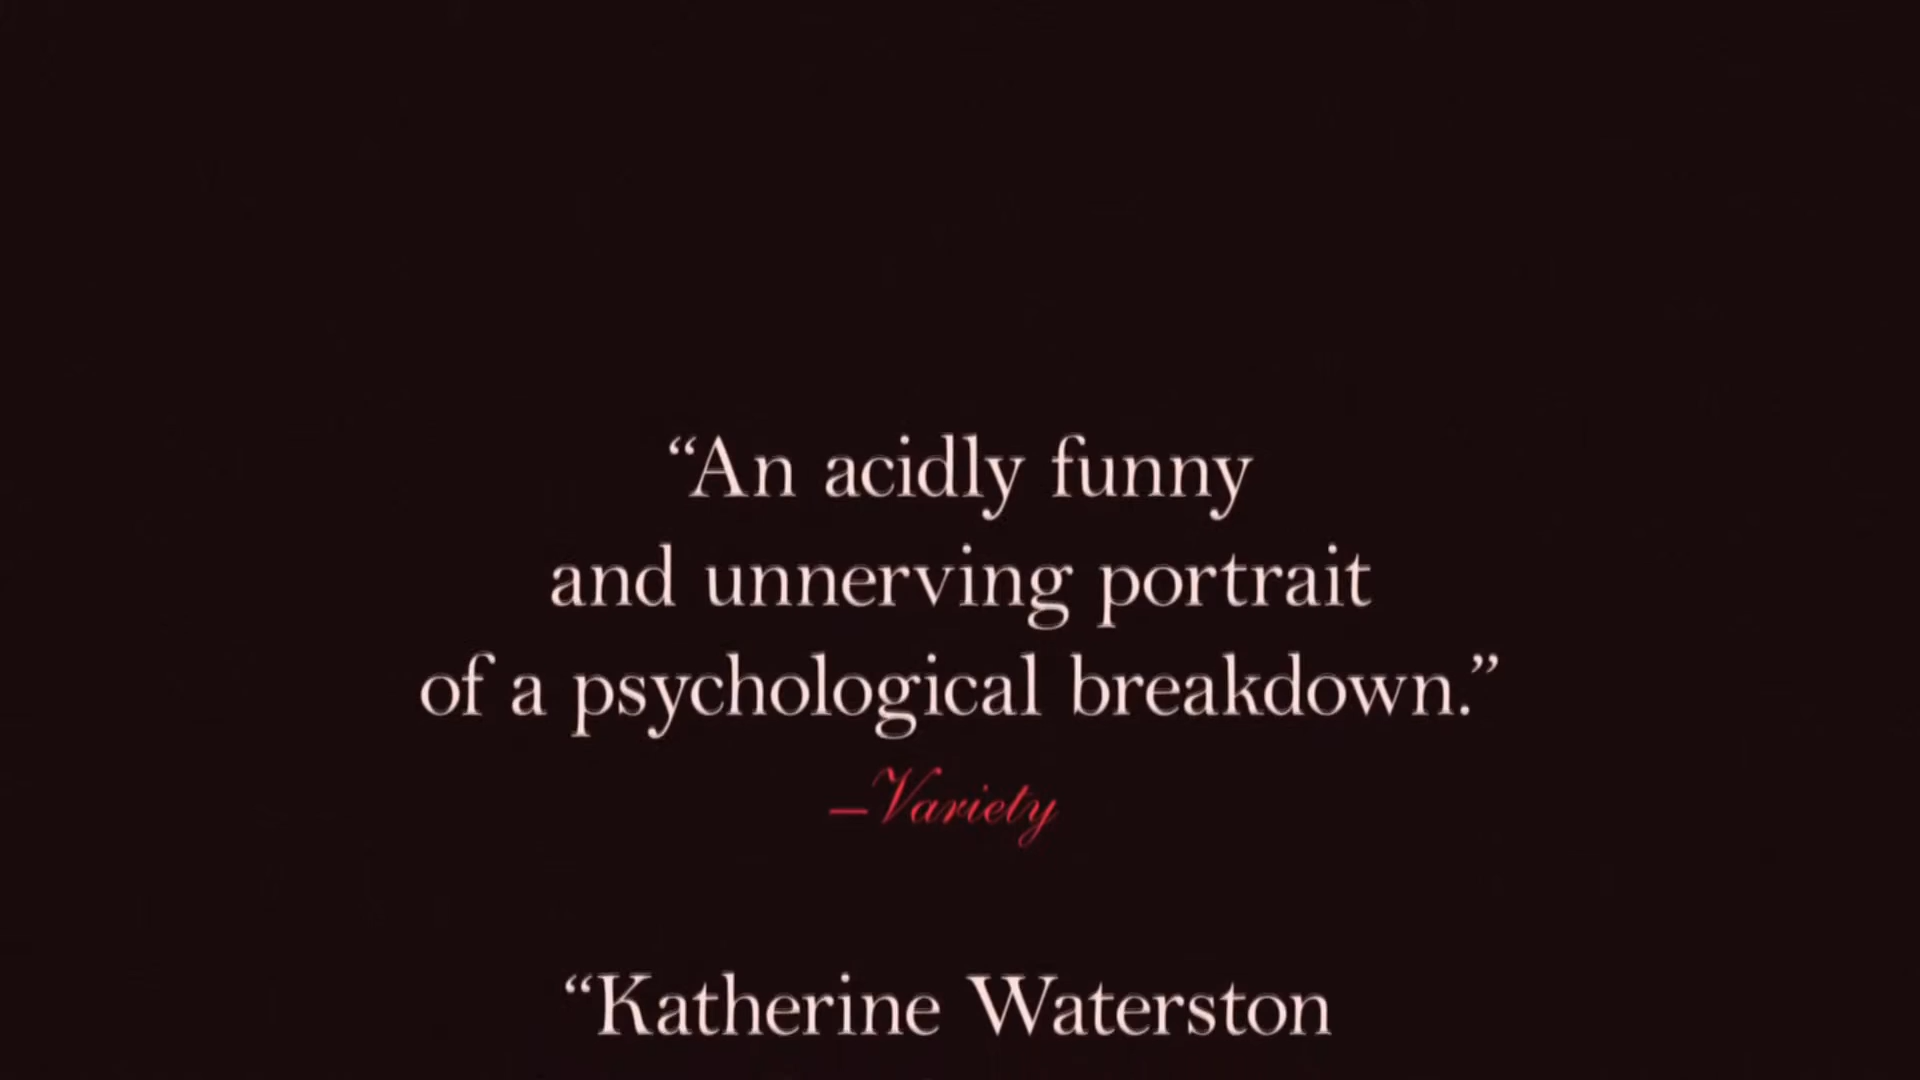 “An acidly funny
and unnerving portrait
of a psychological breakdown.”
—Variety
“Katherine Waterston